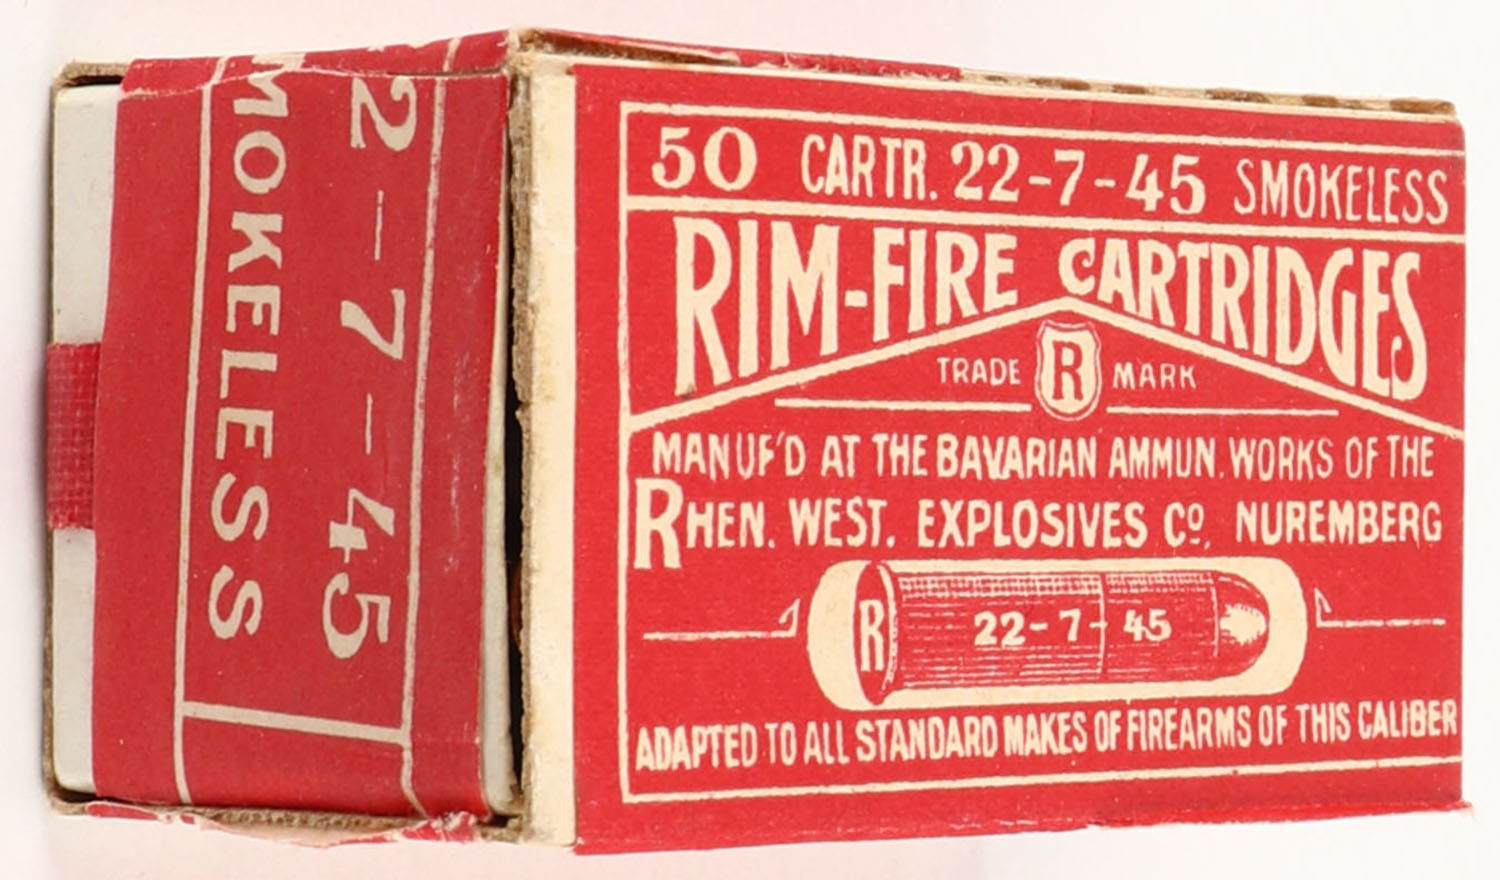 50 CARTR. 22-7-45 SMOKELESS
RIM-FIRE CARTRIDGES
TRADE R MARK
MANUF'D AT THE BAVARIAN AMMUN. WORKS OF THE
RHEN. WEST. EXPLOSIVES Cº. NUREMBERG
R 22-7-45
ADAPTED TO ALL STANDARD MAKES OF FIREARMS OF THIS CALIBER
2-7-45
MOKELESS